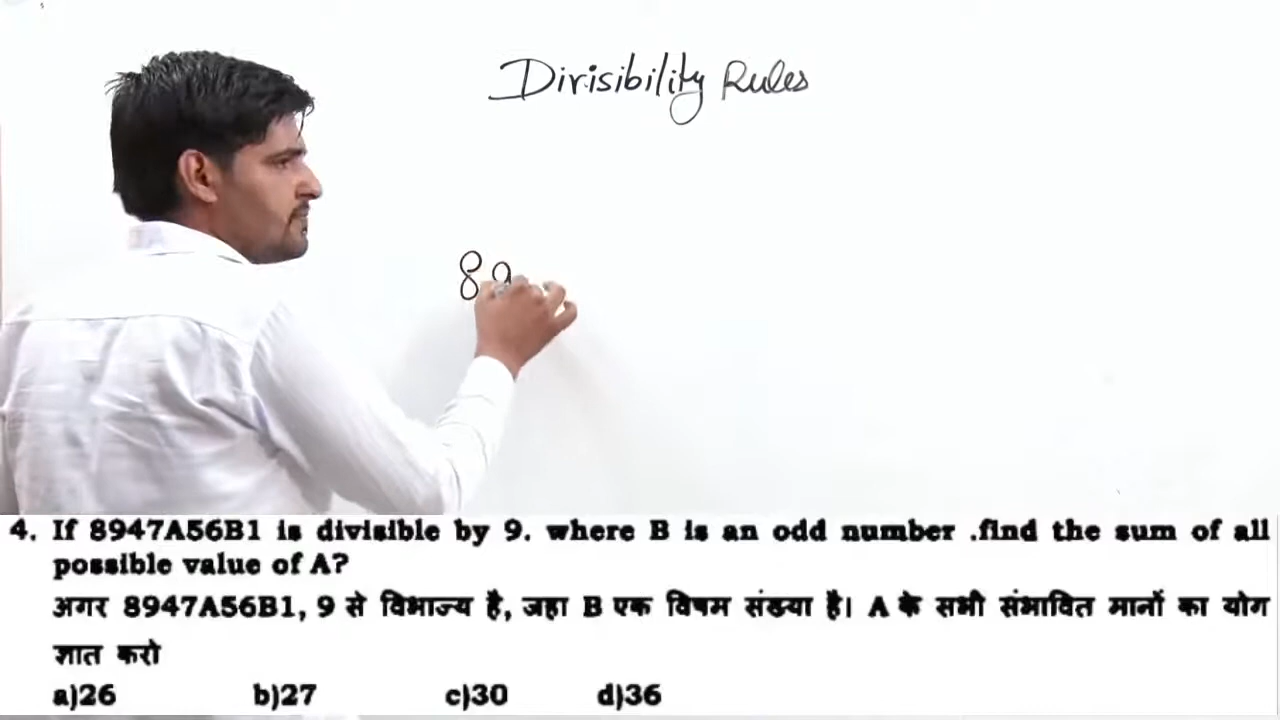 Divisibility Rules
89
4. If 8947A56B1 is divisible by 9. where B is an odd number .find the sum of all
possible value of A?
अगर 8947A56B1, 9 से विभाज्य है, जहा B एक विषम संख्या है। A के सभी संभावित मानों का योग
ज्ञात करो
a)26 b)27 c)30 d)36